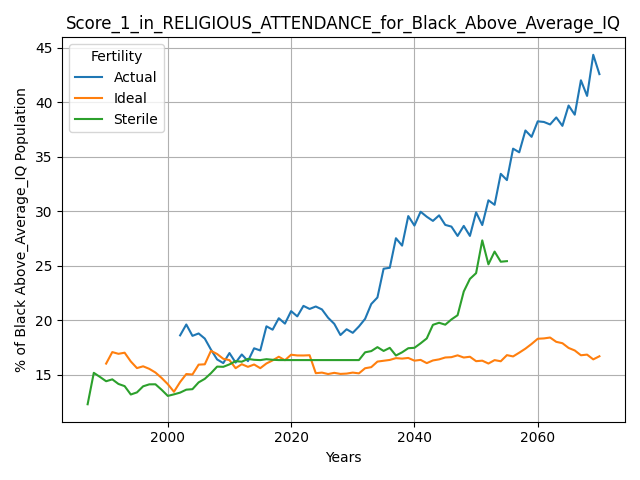 Score_1_in_RELIGIOUS_ATTENDANCE_for_Black_Above_Average_IQ
Fertility
Actual
Ideal
Sterile
% of Black Above_Average_IQ Population
45
40
35
30
25
20
15
2000
2020
2040
2060
Years